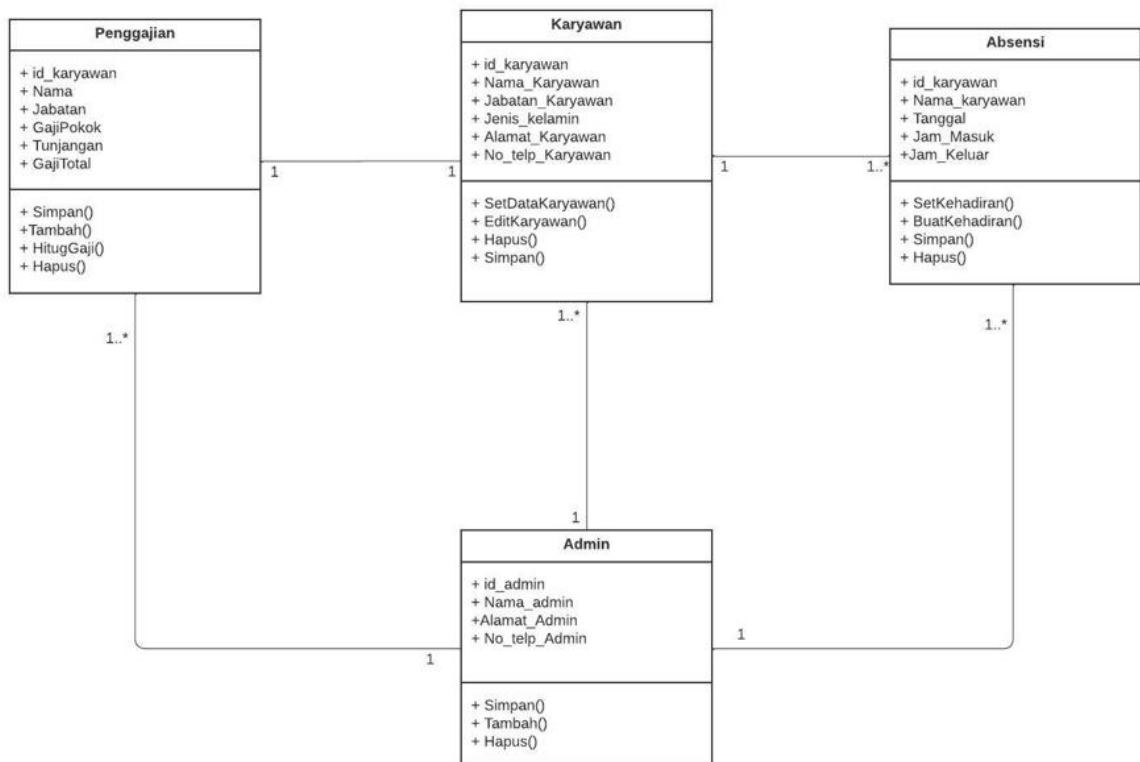 Penggajian
+ id_karyawan
+ Nama
+ Jabatan
+ GajiPokok
+ Tunjangan
+ GajiTotal
+ Simpan()
+Tambah()
+ HitugGaji()
+ Hapus()
Karyawan
+ id_karyawan
+ Nama_Karyawan
+ Jabatan_Karyawan
+ Jenis_kelamin
+ Alamat_Karyawan
+ No_telp_Karyawan
+ SetDataKaryawan()
+ EditKaryawan()
+ Hapus()
+ Simpan()
Absensi
+ id_karyawan
+ Nama_karyawan
+ Tanggal
+ Jam_Masuk
+Jam_Keluar
+ SetKehadiran()
+ BuatKehadiran()
+ Simpan()
+ Hapus()
1
1
1
1..*
1..*
1..*
1..*
1
1
1
Admin
+ id_admin
+ Nama_admin
+Alamat_Admin
+ No_telp_Admin
+ Simpan()
+ Tambah()
+ Hapus()